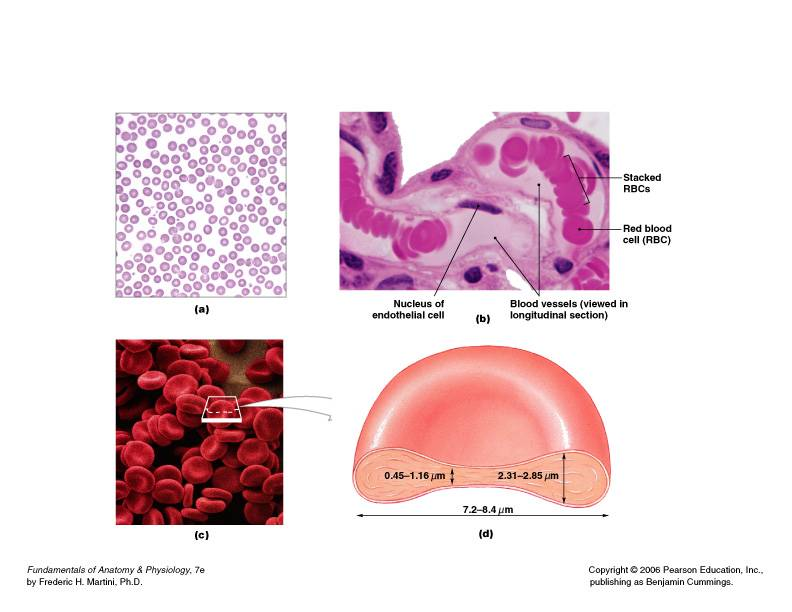 (a)
Stacked
RBCs
Red blood
cell (RBC)
Nucleus of
endothelial cell
Blood vessels (viewed in
longitudinal section)
(b)
(c)
0.45–1.16 μm
2.31–2.85 μm
7.2–8.4 μm
(d)
Fundamentals of Anatomy & Physiology, 7e
by Frederic H. Martini, Ph.D.
Copyright © 2006 Pearson Education, Inc.,
publishing as Benjamin Cummings.